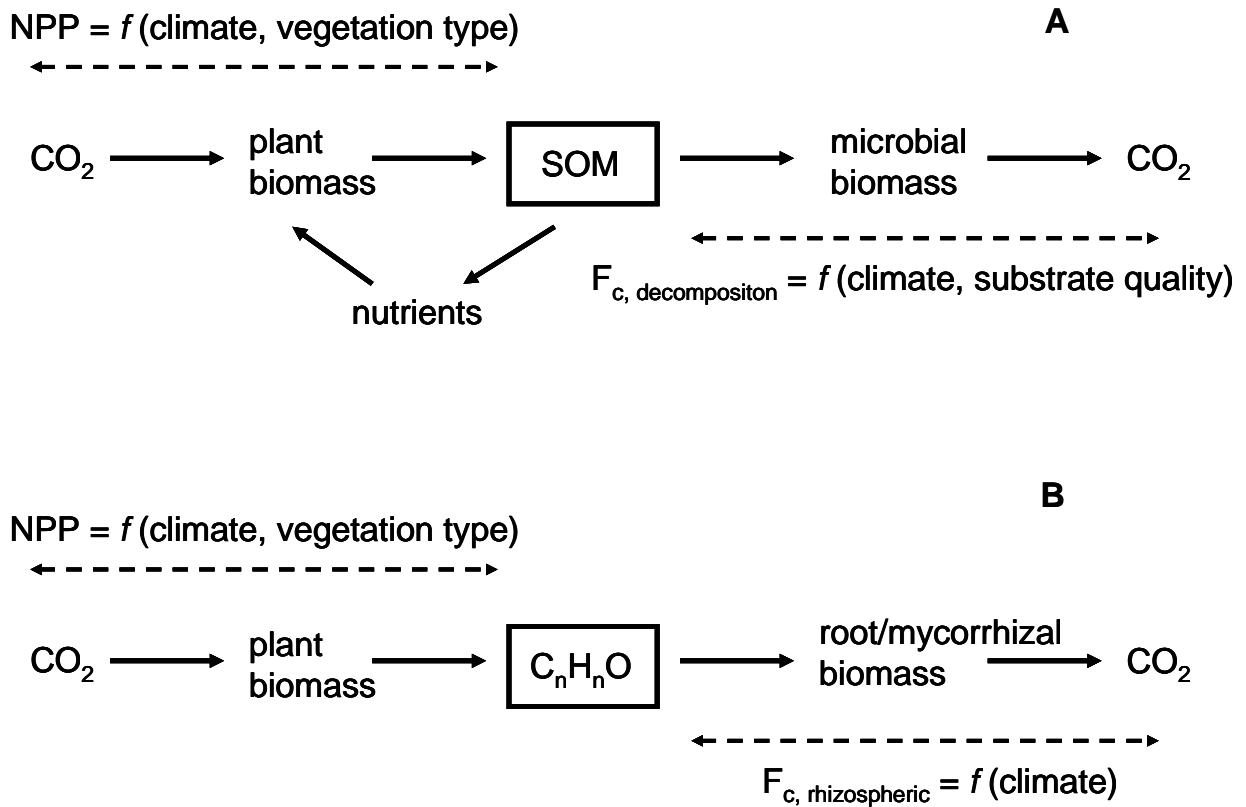 A
NPP = f (climate, vegetation type)
CO2
plant
biomass
SOM
microbial
biomass
CO2
nutrients
Fc, decompositon = f (climate, substrate quality)
B
NPP = f (climate, vegetation type)
CO2
plant
biomass
CnHnO
root/mycorrhizal
biomass
CO2
Fc, rhizospheric = f (climate)